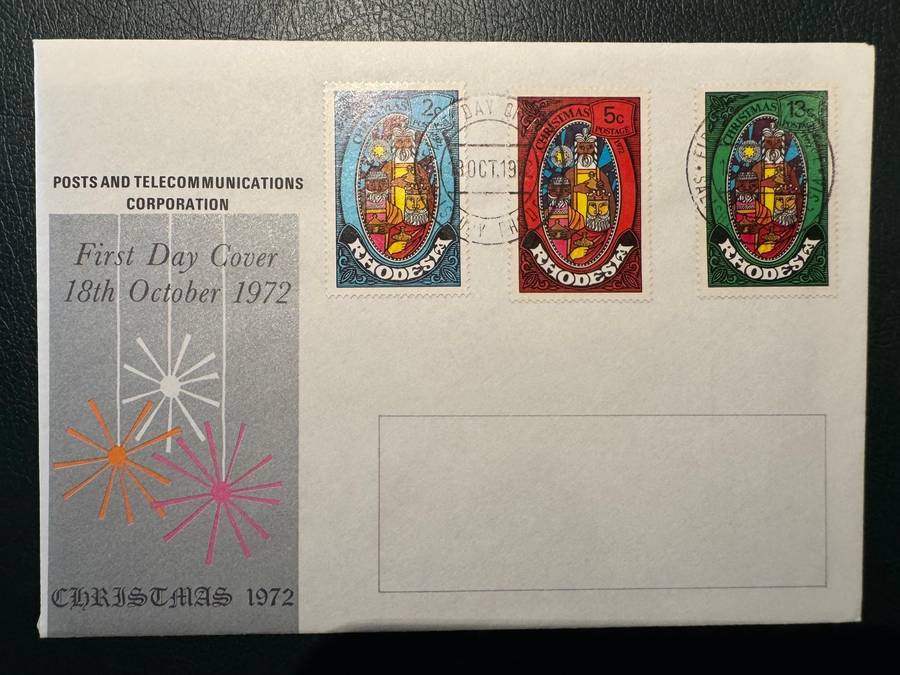 POSTS AND TELECOMMUNICATIONS
CORPORATION
First Day Cover
18th October 1972
CHRISTMAS 1972
CHRISTMAS
2c
RHODESIA
DAY
OCT.19
CHRISTMAS
5c
POSTAGE
1972
RHODESIA
CHRISTMAS
13c
POSTAGE
RHODESIA